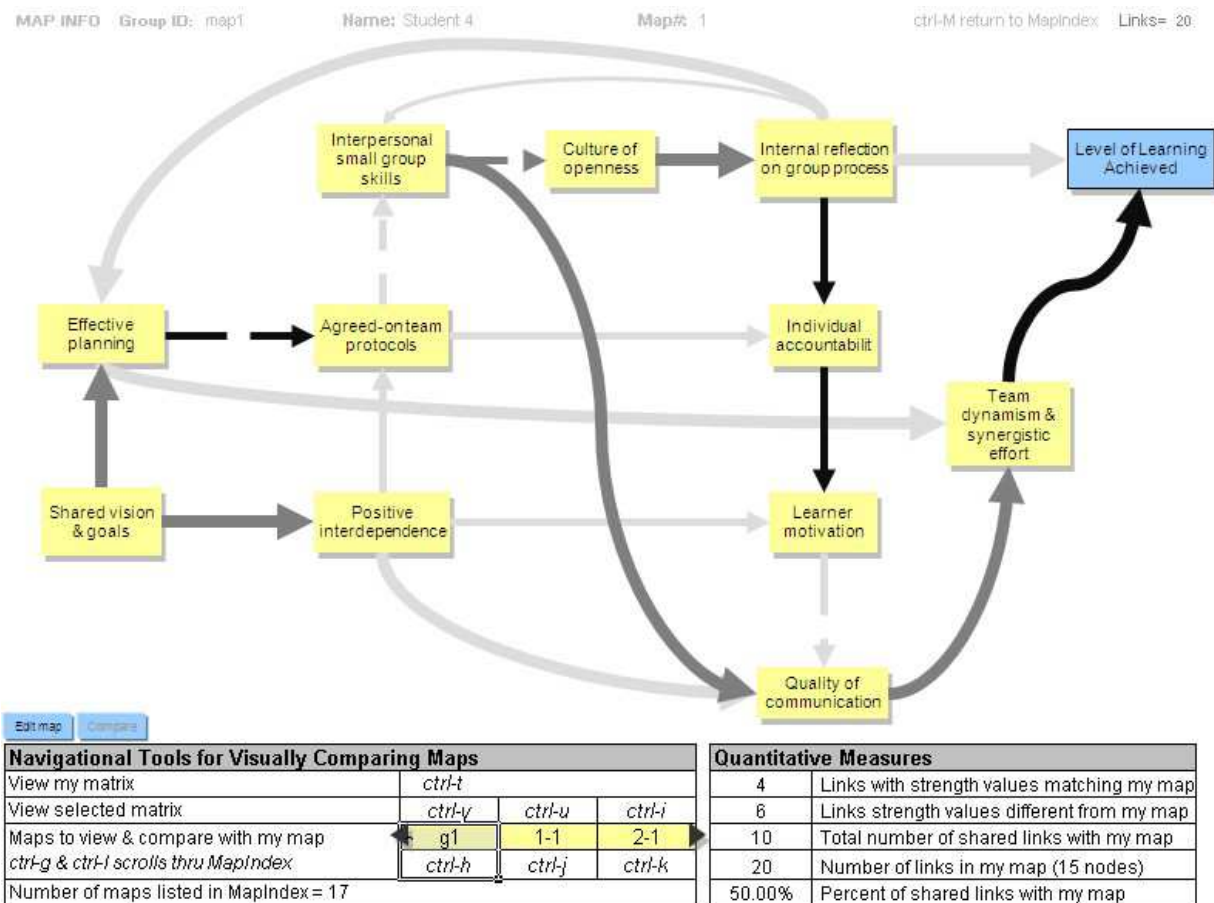 MAP INFO Group ID: map1 Name: Student 4 Map#: 1 ctrl-M return to MapIndex Links= 20
Interpersonal
small group
skills
Culture of
openness
Internal reflection
on group process
Level of Learning
Achieved
Effective
planning
Agreed-on team
protocols
Individual
accountabilit
Team
dynamism &
synergistic
effort
Shared vision
& goals
Positive
interdependence
Learner
motivation
Quality of
communication
Edit map Compare
Navigational Tools for Visually Comparing Maps
View my matrix ctrl-t
View selected matrix ctrl-y ctrl-u ctrl-i
Maps to view & compare with my map g1 1-1 2-1
ctrl-g & ctrl-l scrolls thru MapIndex ctrl-h ctrl-j ctrl-k
Number of maps listed in MapIndex = 17
Quantitative Measures
4 Links with strength values matching my map
6 Links strength values different from my map
10 Total number of shared links with my map
20 Number of links in my map (15 nodes)
50.00% Percent of shared links with my map